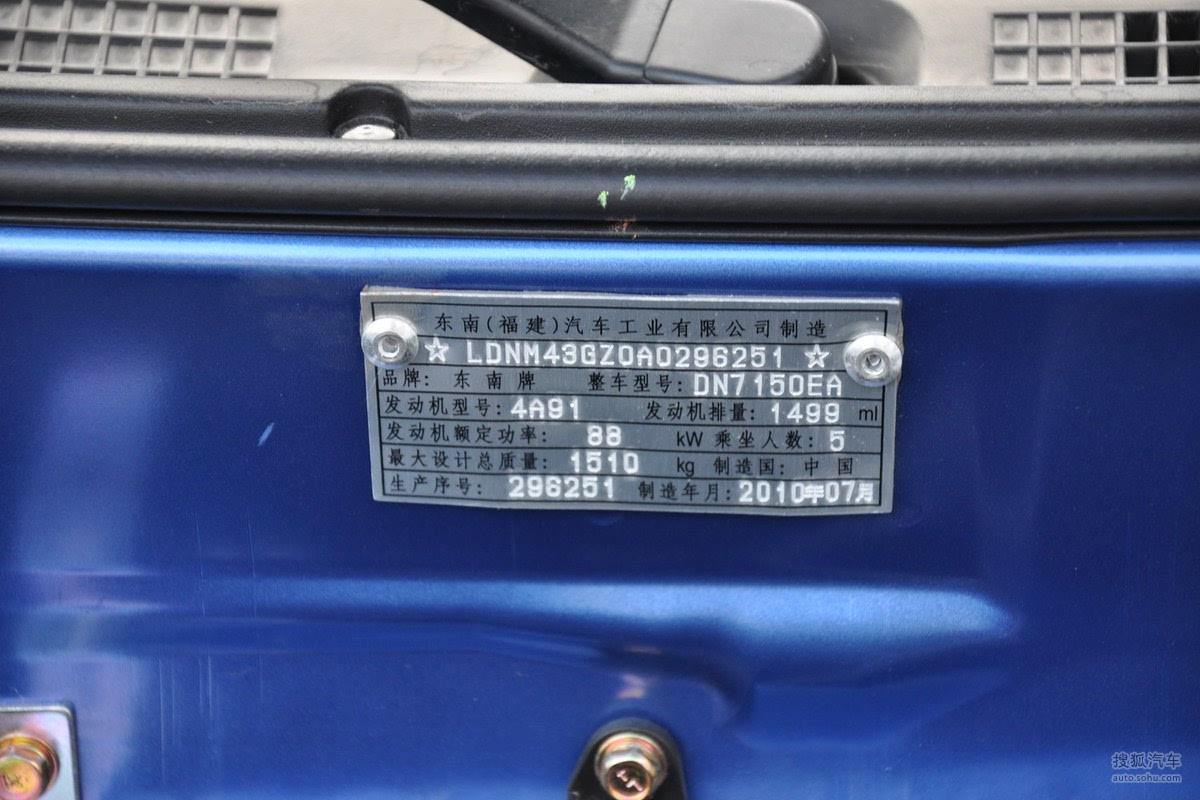 东南(福建)汽车工业有限公司制造
☆ LDNM43GZ0A0296251 ☆
品牌: 东南牌 整车型号: DN7150EA
发动机型号: 4A91 发动机排量: 1499 ml
发动机额定功率: 88 kW 乘坐人数: 5
最大设计总质量: 1510 kg 制造国: 中国
生产序号: 296251 制造年月: 2010年07月
搜狐汽车
auto.sohu.com